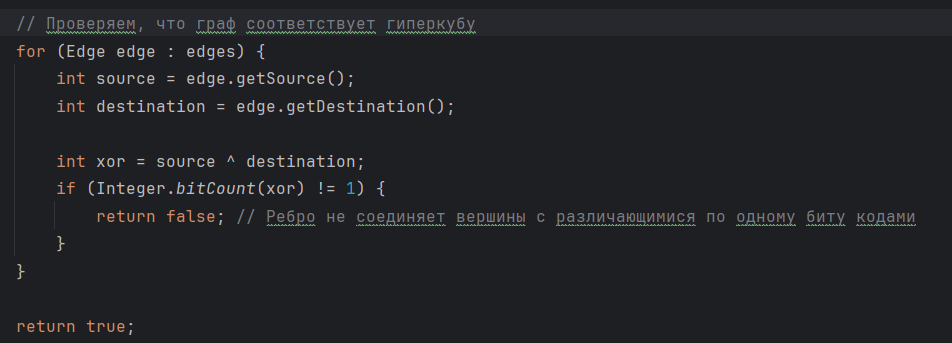 // Проверяем, что граф соответствует гиперкубу
for (Edge edge : edges) {
    int source = edge.getSource();
    int destination = edge.getDestination();

    int xor = source ^ destination;
    if (Integer.bitCount(xor) != 1) {
        return false; // Ребро не соединяет вершины с различающимися по одному биту кодами
    }
}

return true;